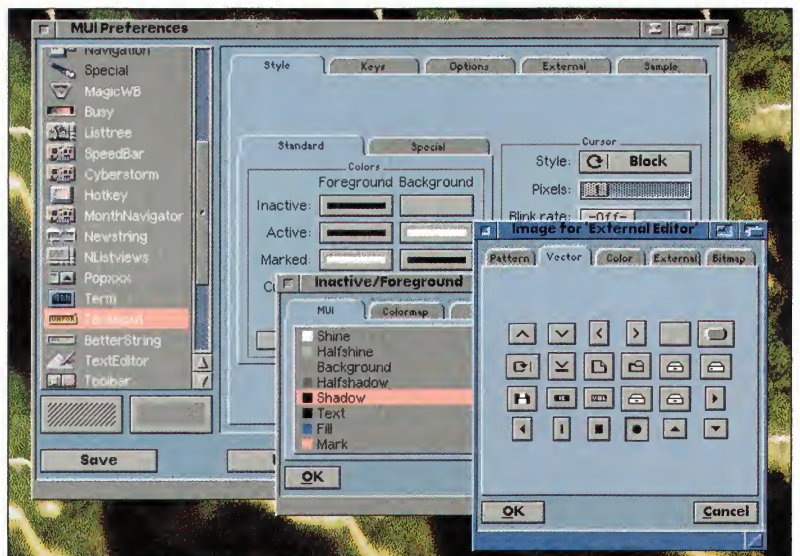 MUI Preferences
Navigation
Special
MagicWB
Busy
Listtree
SpeedBar
Cyberstorm
Hotkey
MonthNavigator
Newstring
NListviews
Popxxx
Term
BetterString
TextEditor
Toolbar
Save
Style
Keys
Options
External
Sample
Standard
Special
Colors
Foreground Background
Inactive:
Active:
Marked:
Cursor
Style:
Block
Pixels:
1
Blink rate:
-Off-
Inactive/Foreground
MUI
Colormap
Shine
Halfshine
Background
Halfshadow
Shadow
Text
Fill
Mark
OK
Image for 'External Editor'
Pattern
Vector
Color
External
Bitmap
VOL
OK
Cancel